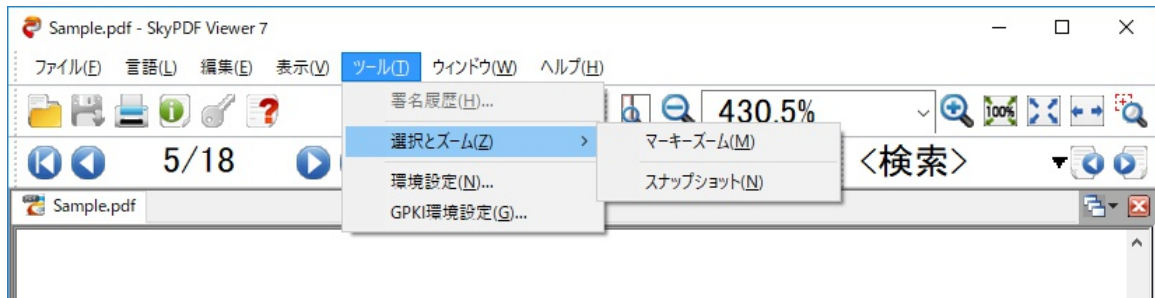 Sample.pdf - SkyPDF Viewer 7
ファイル(F) 言語(L) 編集(E) 表示(V) ツール(T) ウィンドウ(W) ヘルプ(H)
署名履歴(H)...
430.5%
100%
選択とズーム(Z)
マーキーズーム(M)
5/18
<検索>
環境設定(N)...
スナップショット(N)
Sample.pdf
GPKI環境設定(G)...